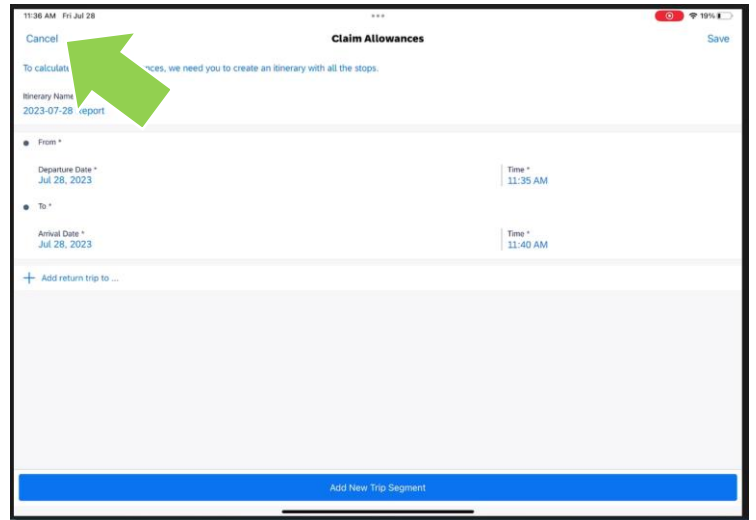 11:36 AM Fri Jul 28
19%
Cancel
Claim Allowances
Save
To calculate nces, we need you to create an itinerary with all the stops.
Itinerary Name
2023-07-28 report
From *
Departure Date *
Jul 28, 2023
Time *
11:35 AM
To *
Arrival Date *
Jul 28, 2023
Time *
11:40 AM
Add return trip to ...
Add New Trip Segment